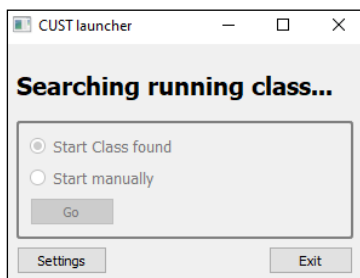 CUST launcher
Searching running class...
Start Class found
Start manually
Go
Settings Exit